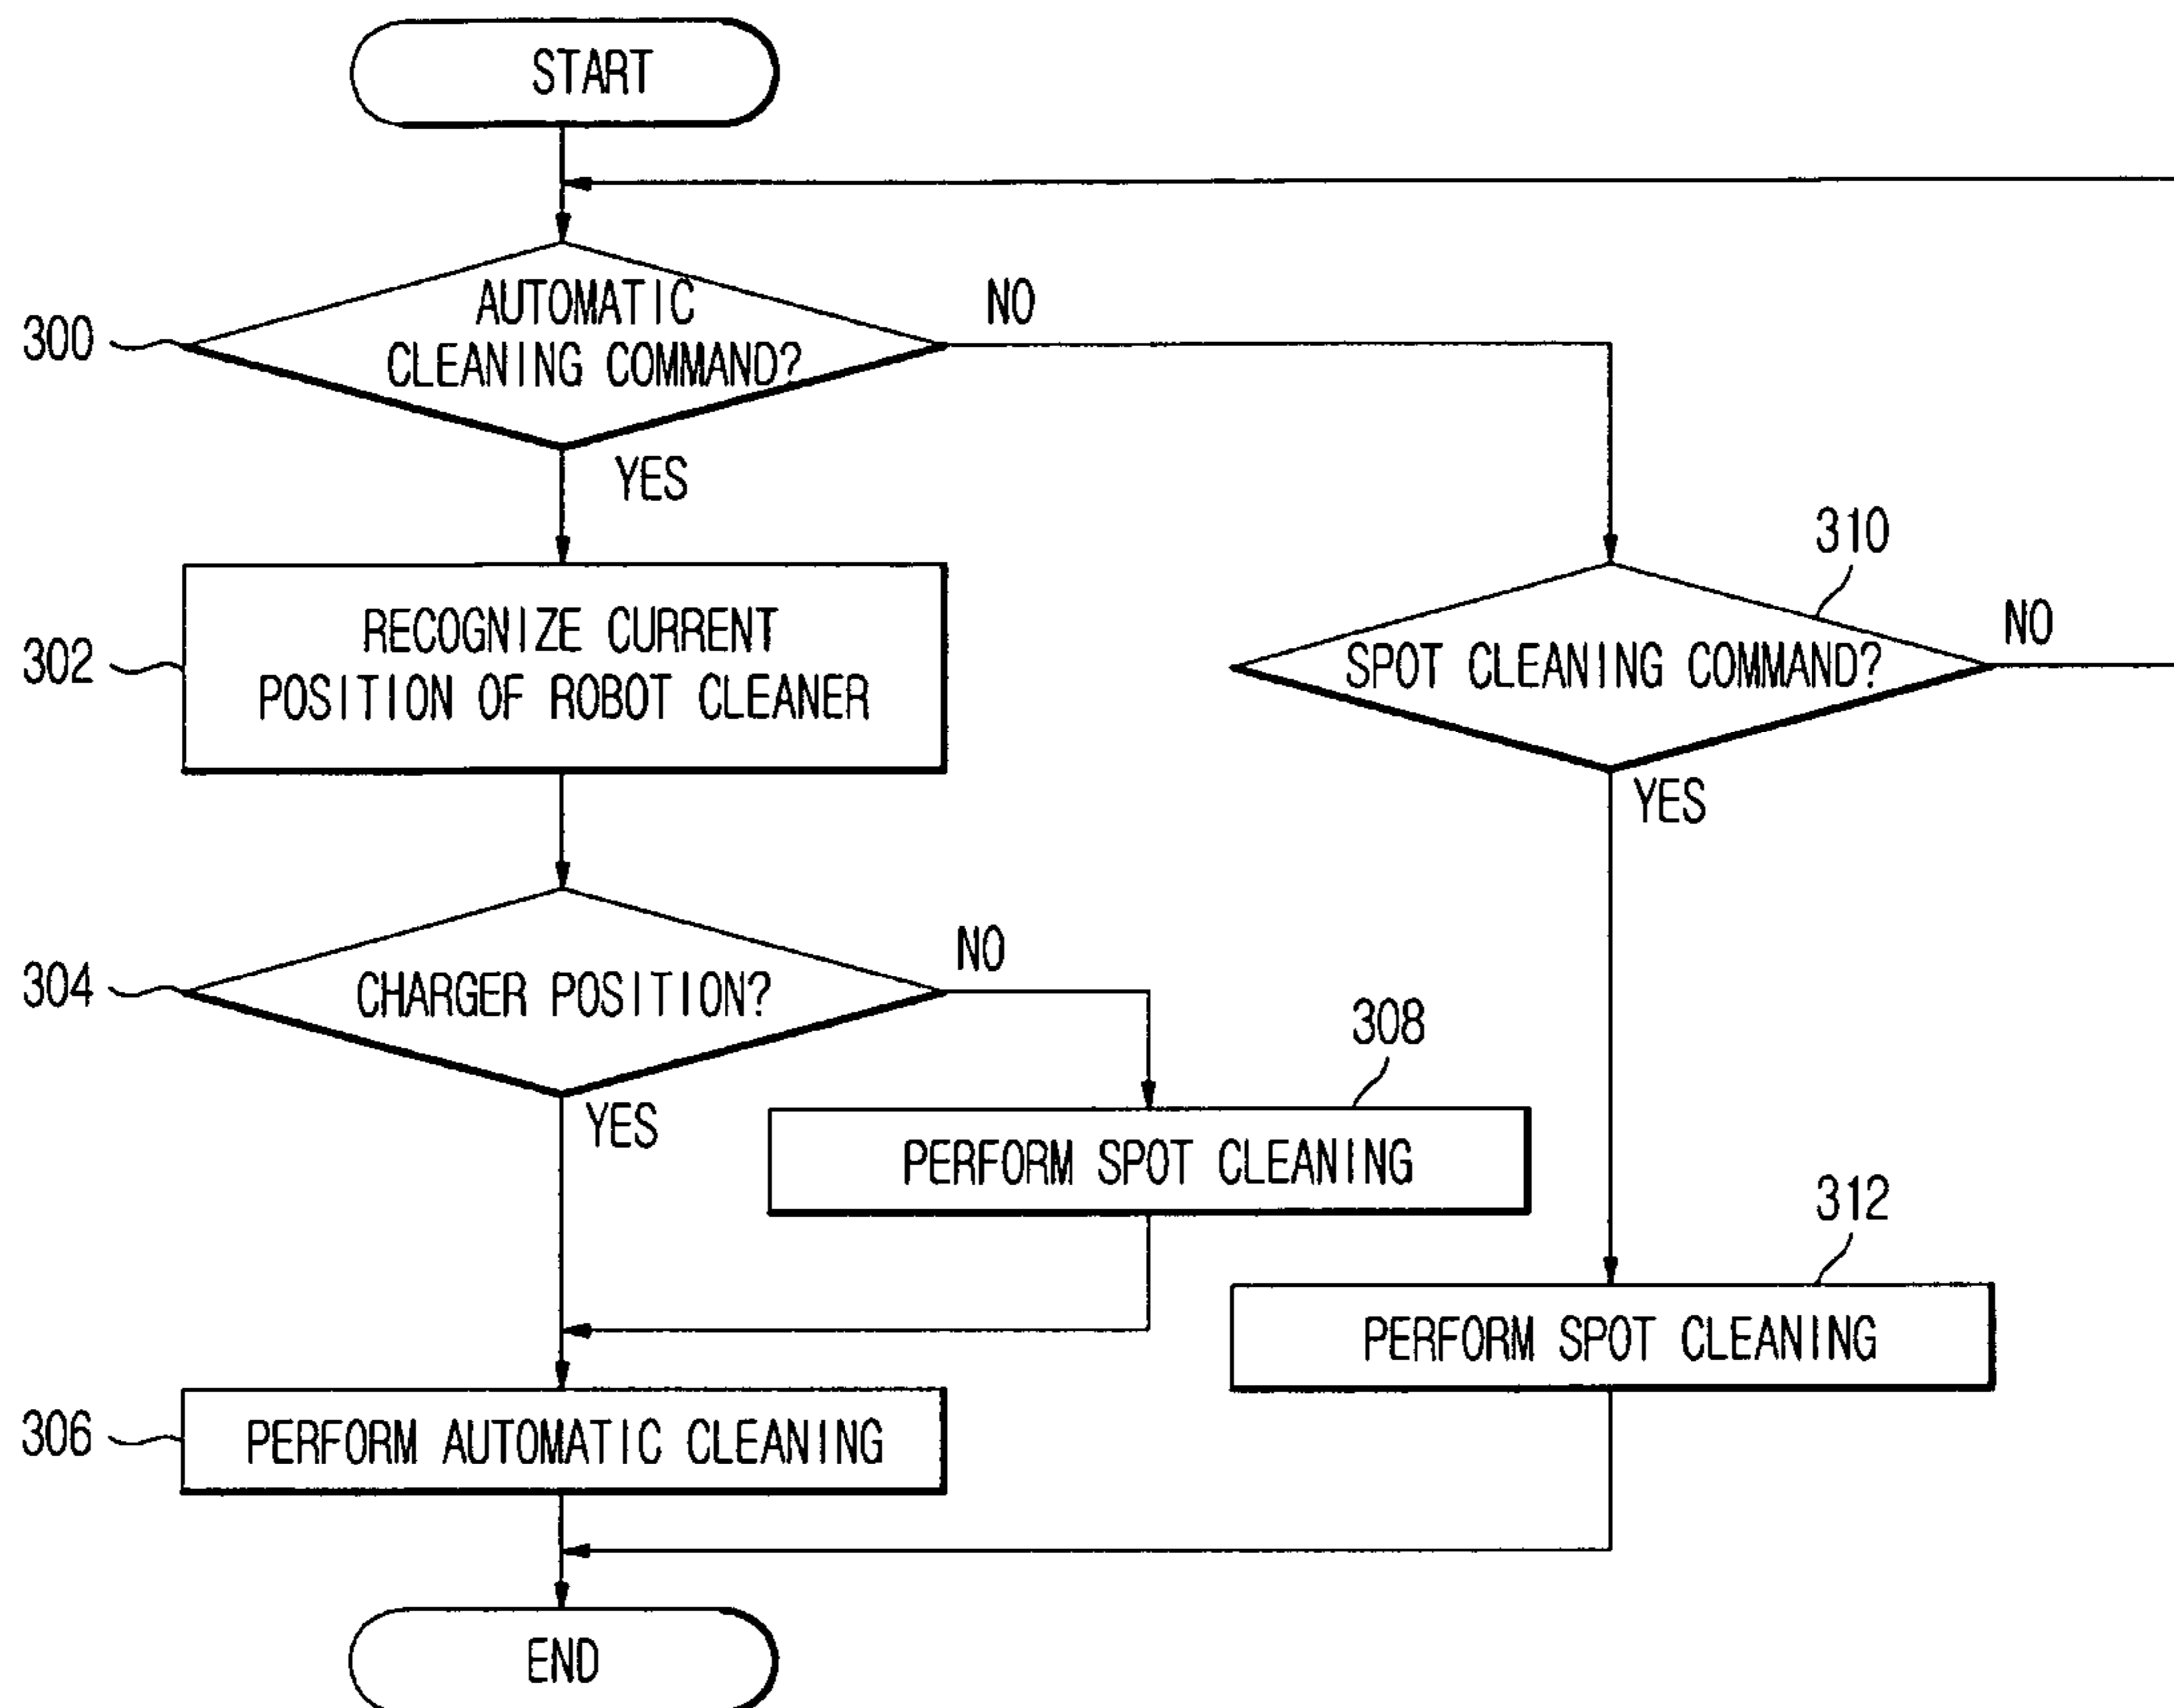 START
AUTOMATIC
CLEANING COMMAND?
NO
300
YES
310
RECOGNIZE CURRENT
POSITION OF ROBOT CLEANER
302
SPOT CLEANING COMMAND?
NO
YES
CHARGER POSITION?
NO
304
YES
308
PERFORM SPOT CLEANING
312
PERFORM SPOT CLEANING
306
PERFORM AUTOMATIC CLEANING
END